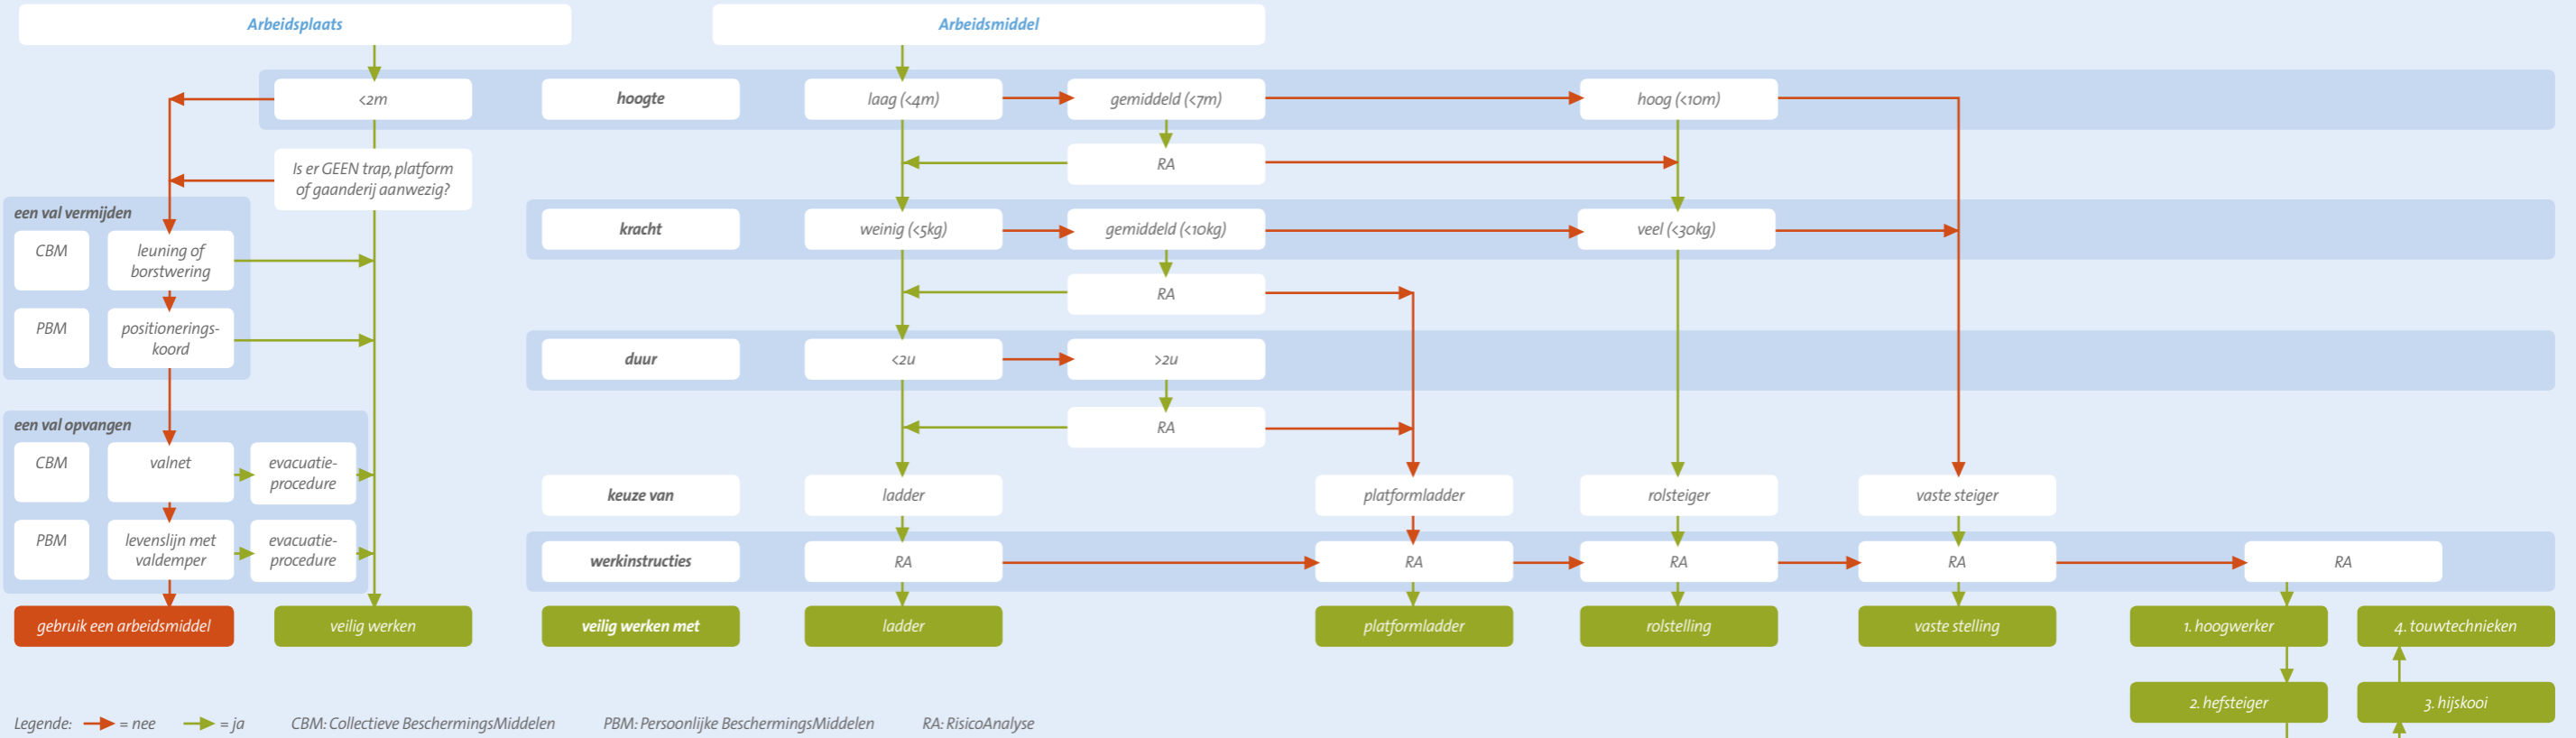 Arbeidsplaats
Arbeidsmiddel
<2m
hoogte
laag (<4m)
gemiddeld (<7m)
hoog (<10m)
Is er GEEN trap, platform
of gaanderij aanwezig?
RA
een val vermijden
CBM
leuning of
borstwering
kracht
weinig (<5kg)
gemiddeld (<10kg)
veel (<30kg)
RA
PBM
positionerings-
koord
duur
<2u
>2u
RA
een val opvangen
CBM
valnet
evacuatie-
procedure
keuze van
ladder
platformladder
rolsteiger
vaste steiger
PBM
levenslijn met
valdemper
evacuatie-
procedure
werkinstructies
RA
RA
RA
RA
RA
gebruik een arbeidsmiddel
veilig werken
veilig werken met
ladder
platformladder
rolstelling
vaste stelling
1. hoogwerker
4. touwtechnieken
2. hefsteiger
3. hijskooi
Legende: = nee = ja CBM: Collectieve BeschermingsMiddelen PBM: Persoonlijke BeschermingsMiddelen RA: RisicoAnalyse